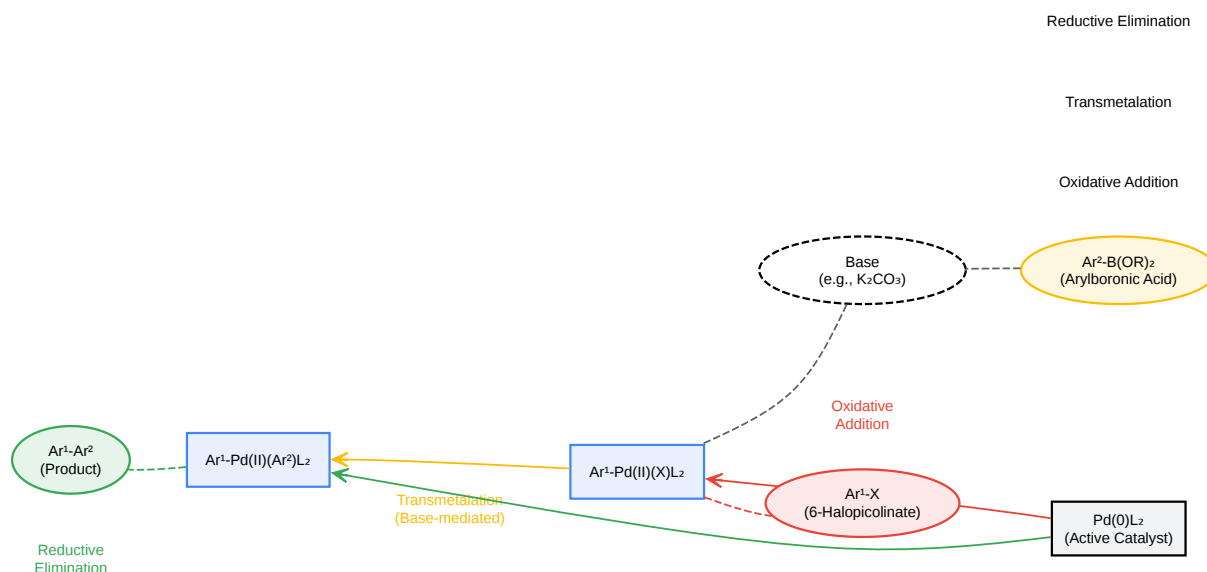 Reductive Elimination
Transmetalation
Oxidative Addition
Base
(e.g., K₂CO₃)
Ar²-B(OR)₂
(Arylboronic Acid)
Oxidative
Addition
Ar¹-Ar²
(Product)
Ar¹-Pd(II)(Ar²)L₂
Ar¹-Pd(II)(X)L₂
Transmetalation
(Base-mediated)
Ar¹-X
(6-Halopicolinate)
Pd(0)L₂
(Active Catalyst)
Reductive
Elimination